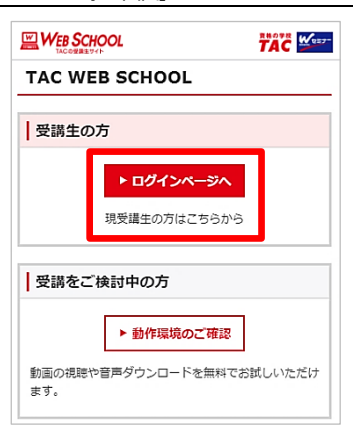 WEB SCHOOL
TACの受講生サイト
資格の学校
TAC
Wセミナー
TAC WEB SCHOOL
受講生の方
ログインページへ
現受講生の方はこちらから
受講をご検討中の方
動作環境のご確認
動画の視聴や音声ダウンロードを無料でお試しいただけ
ます。